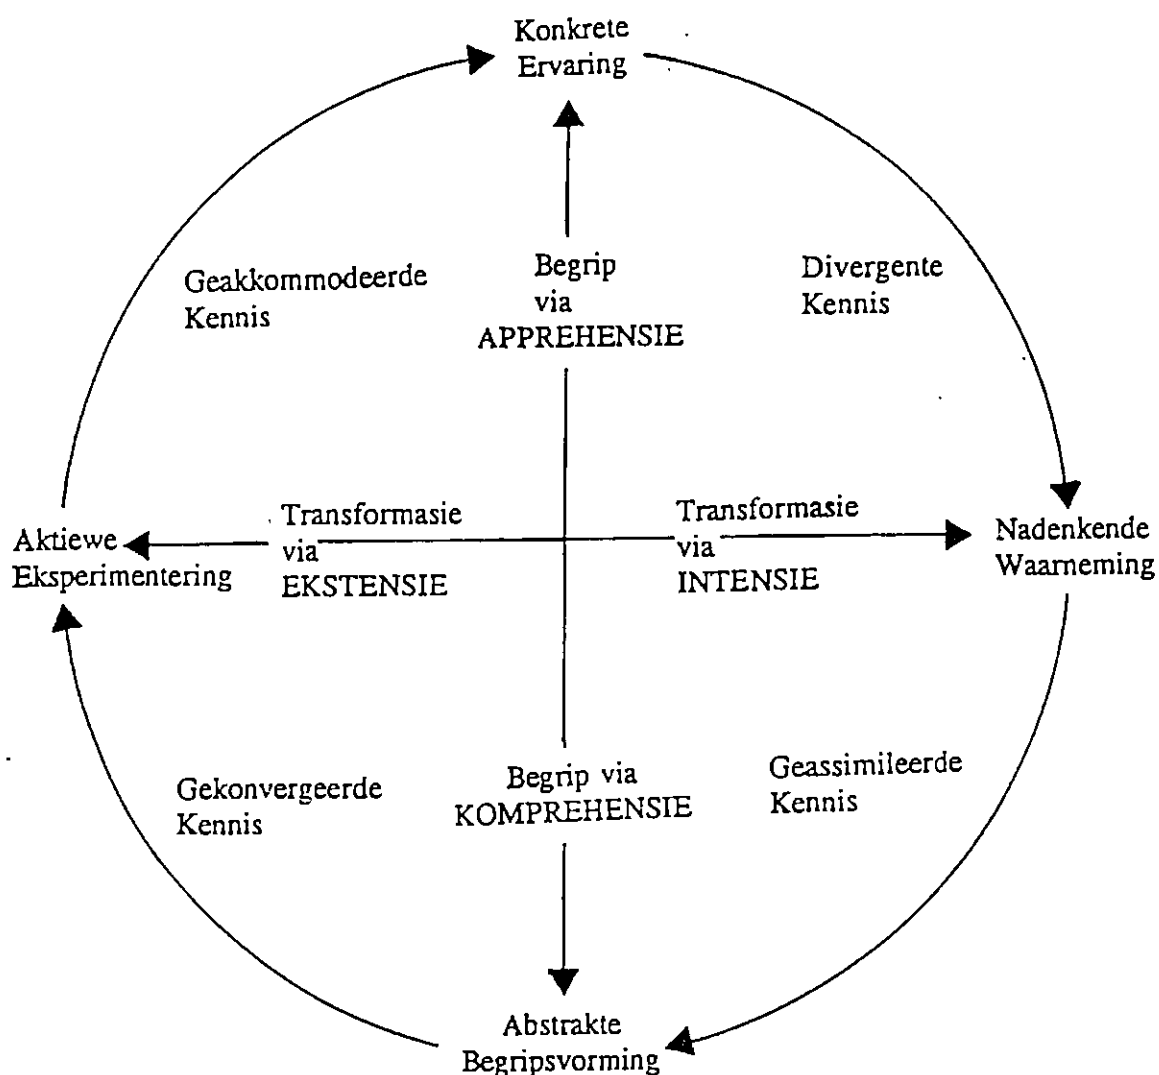 Konkrete
Ervaring
Geakkommodeerde
Kennis
Begrip
via
APPREHENSIE
Divergente
Kennis
Aktiewe
Eksperimentering
Transformasie
via
EKSTENSIE
Transformasie
via
INTENSIE
Nadenkende
Waarneming
Gekonvergeerde
Kennis
Begrip via
KOMPREHENSIE
Geassimileerde
Kennis
Abstrakte
Begripsvorming